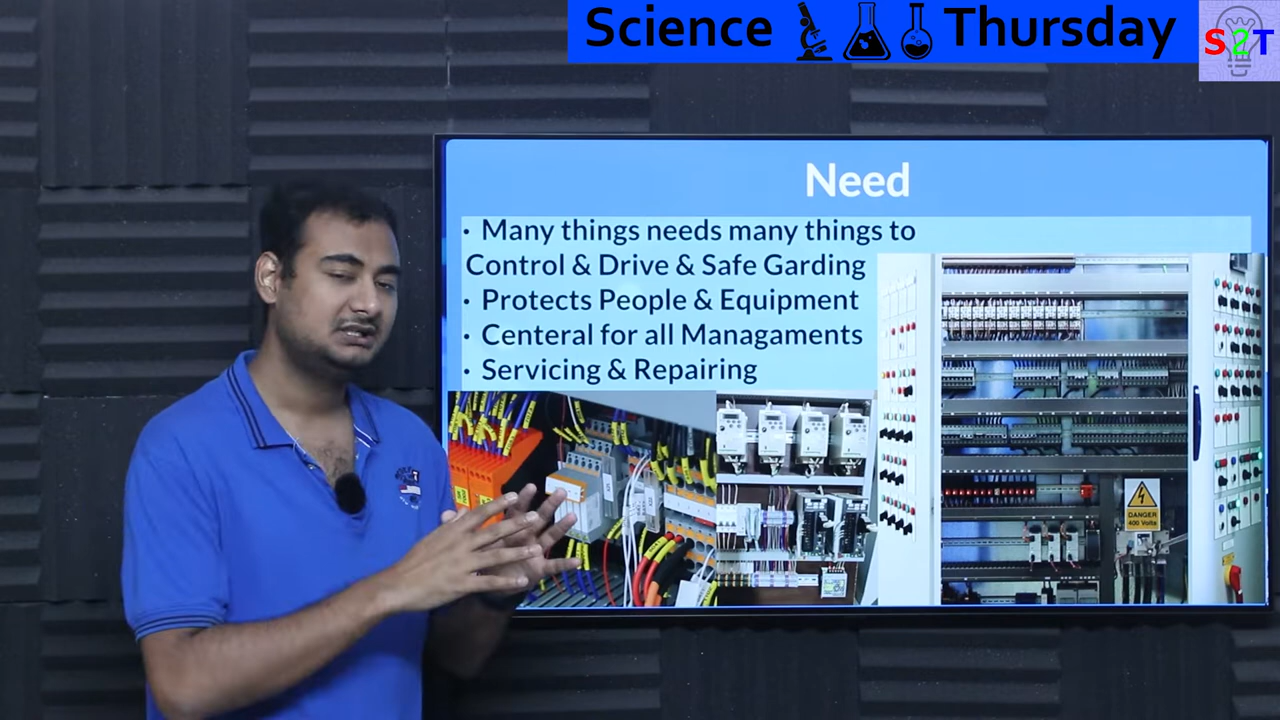 Science Thursday
S2T
Need
· Many things needs many things to
Control & Drive & Safe Garding
· Protects People & Equipment
· Centeral for all Managaments
· Servicing & Repairing
DANGER
400 Volts